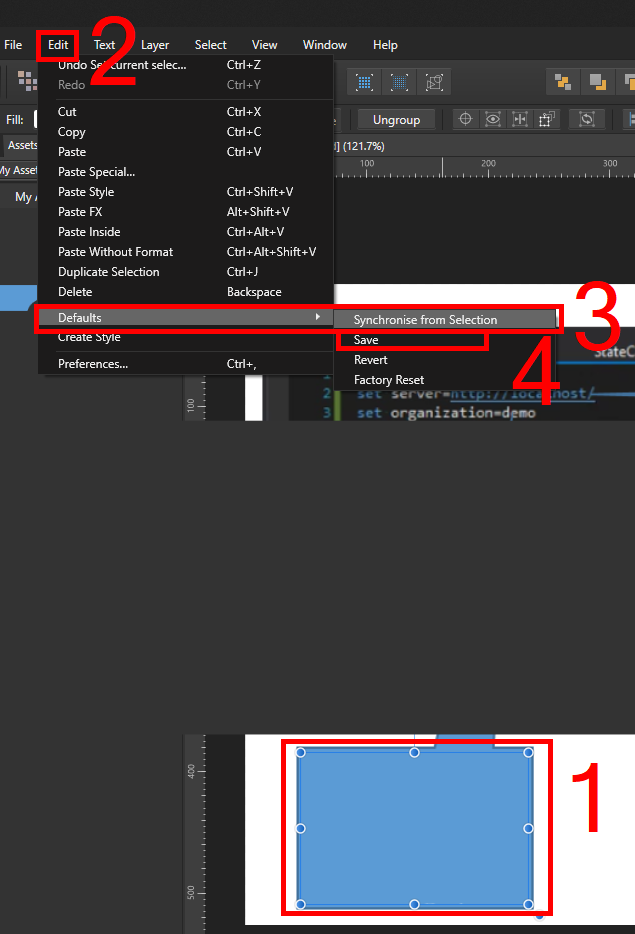 2
File Edit Text Layer Select View Window Help
Undo Set current selec... Ctrl+Z
Redo Ctrl+Y
Fill: Cut Ctrl+X Ungroup
Copy Ctrl+C
Assets Paste Ctrl+V (121.7%)
My Asset Paste Special... 100 200 300
My Paste Style Ctrl+Shift+V
Paste FX Alt+Shift+V
Paste Inside Ctrl+Alt+V
Paste Without Format Ctrl+Alt+Shift+V
Duplicate Selection Ctrl+J
Delete Backspace
Defaults Synchronise from Selection 3
Create Style Save 4 StateC
Preferences... Ctrl+, Revert
1
Factory Reset
2 set server=http://localhost/
100
3 set organization=demo
400
1
500